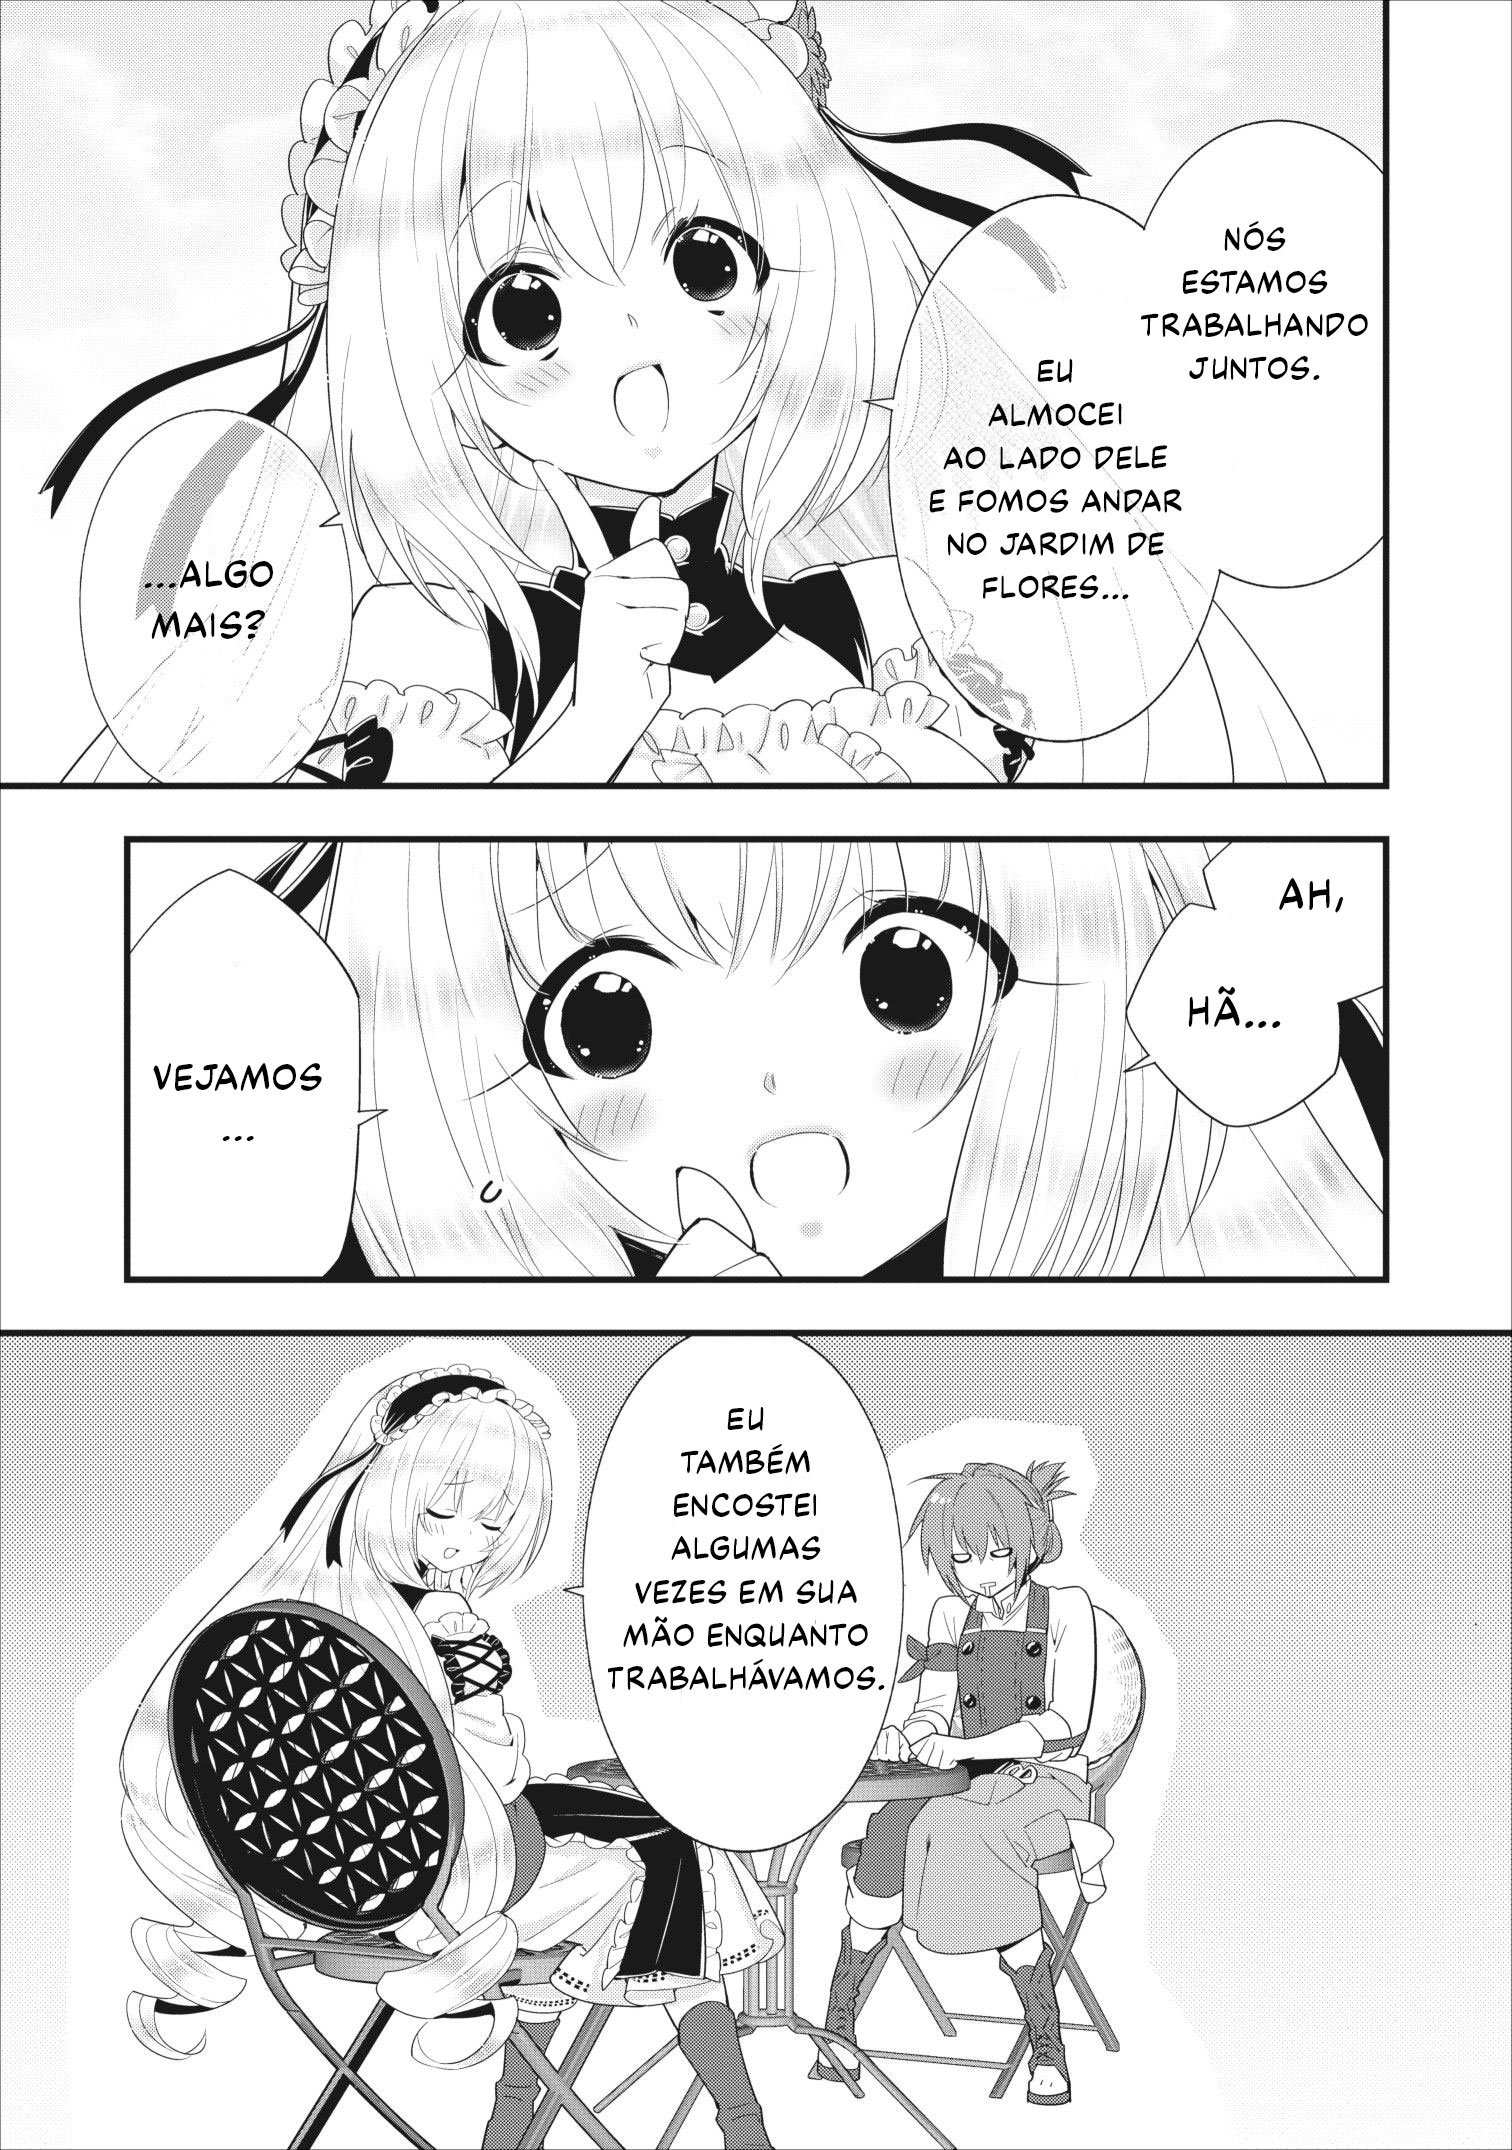 NÓS
ESTAMOS
TRABALHANDO
JUNTOS.
EU
ALMOCEI
AO LADO DELE
E FOMOS ANDAR
NO JARDIM DE
FLORES...
...ALGO
MAIS?
AH,
HÃ...
VEJAMOS
...
EU
TAMBÉM
ENCOSTEI
ALGUMAS
VEZES EM SUA
MÃO ENQUANTO
TRABALHÁVAMOS.